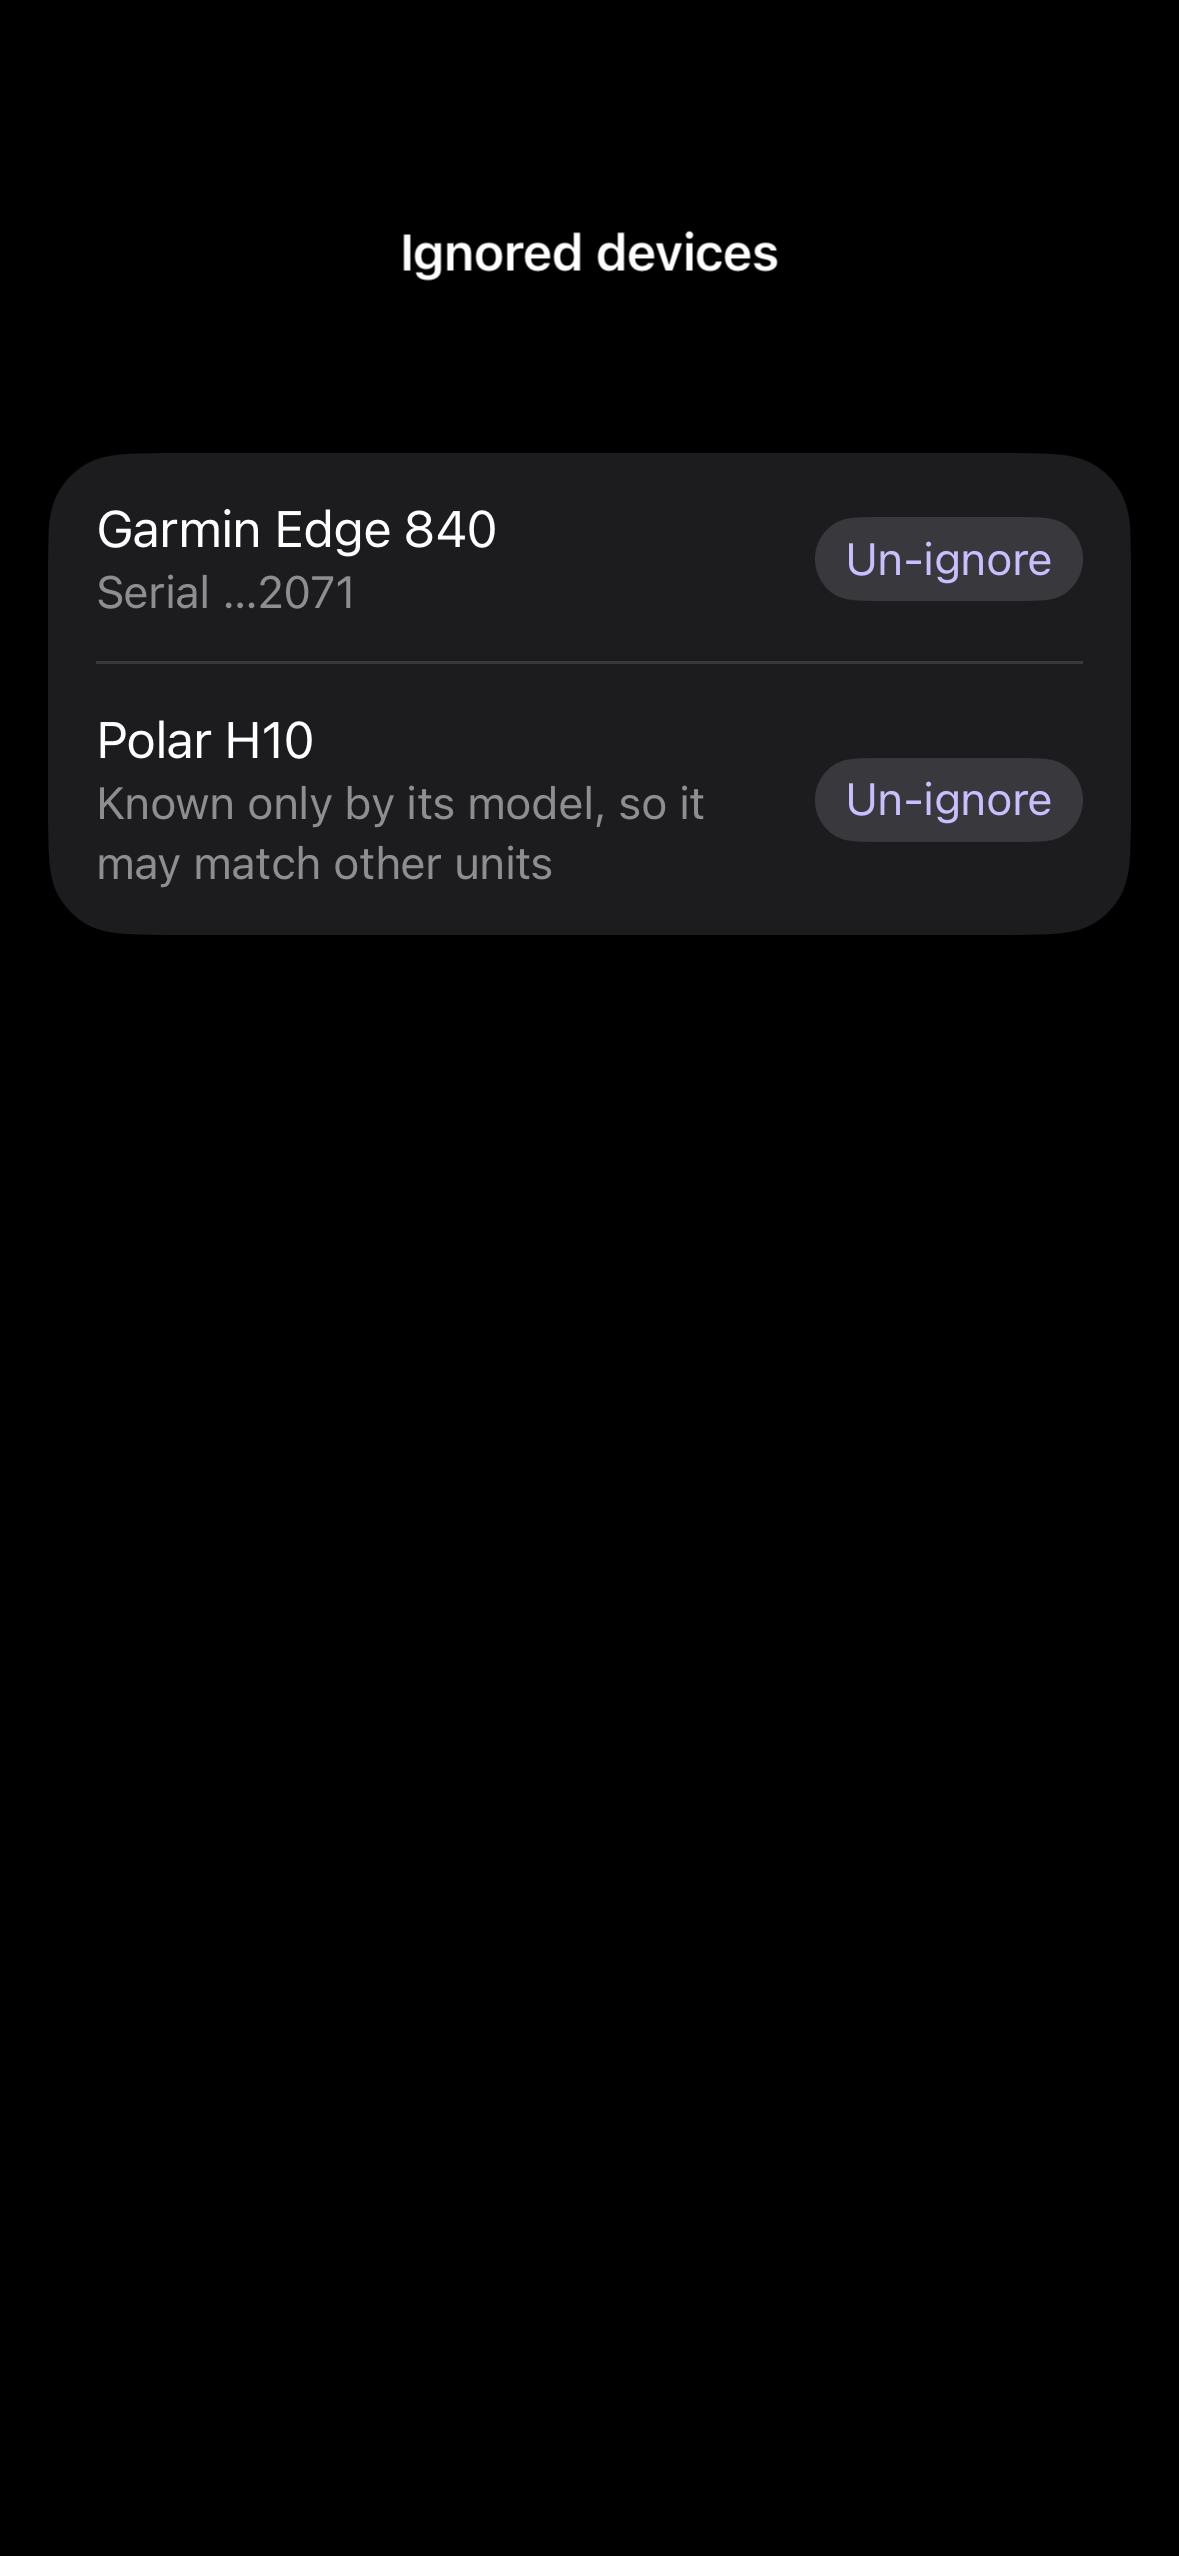 Ignored devices
Garmin Edge 840
Serial ...2071
Un-ignore
Polar H10
Known only by its model, so it
may match other units
Un-ignore